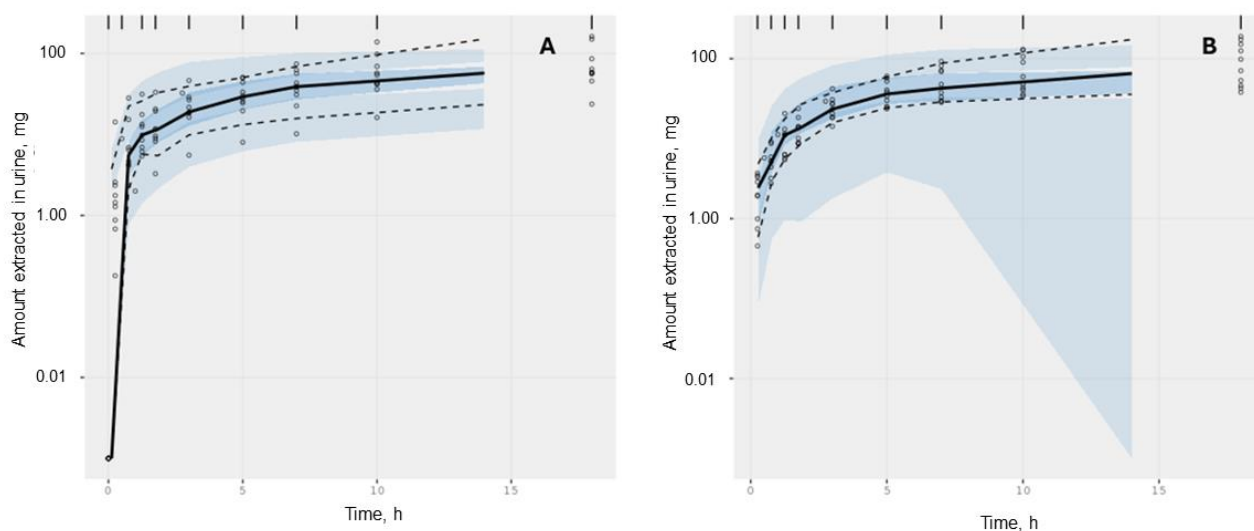 A
100
1.00
0.01
Amount extracted in urine, mg
0
5
10
15
Time, h
B
100
1.00
0.01
Amount extracted in urine, mg
0
5
10
15
Time, h